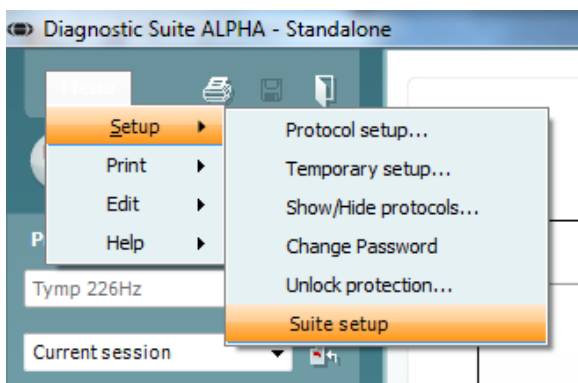 Diagnostic Suite ALPHA - Standalone
Menu
Setup
Protocol setup...
Print
Temporary setup...
Edit
Show/Hide protocols...
Help
Change Password
P
Unlock protection...
Tymp 226Hz
Suite setup
Current session